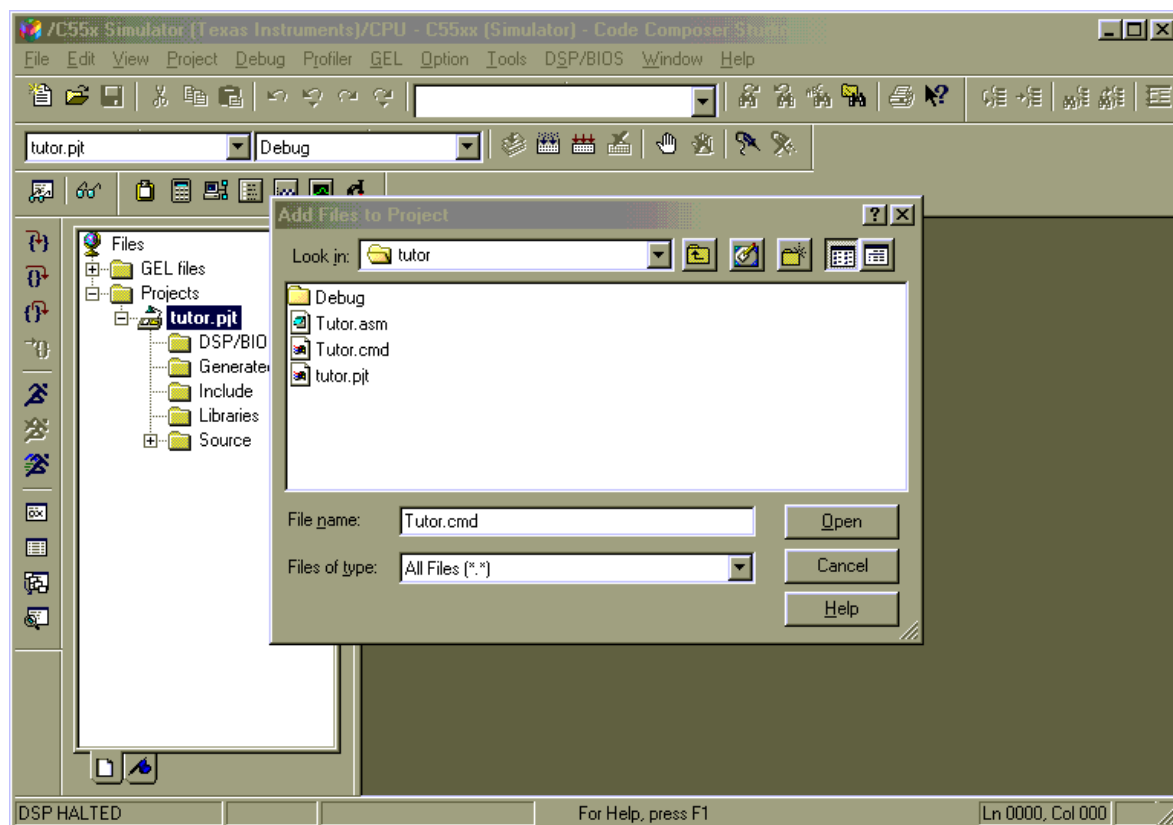 /C55x Simulator (Texas Instruments)/CPU - C55xx (Simulator) - Code Composer
File Edit View Project Debug Profiler GEL Option Tools DSP/BIOS Window Help
tutor.pjt Debug
Files
GEL files
Projects
tutor.pjt
DSP/BIO
Generate
Include
Libraries
Source
Add Files to Project
Look in: tutor
Debug
Tutor.asm
Tutor.cmd
tutor.pjt
File name: Tutor.cmd Open
Files of type: All Files (*.*) Cancel
Help
DSP HALTED For Help, press F1 Ln 0000, Col 000